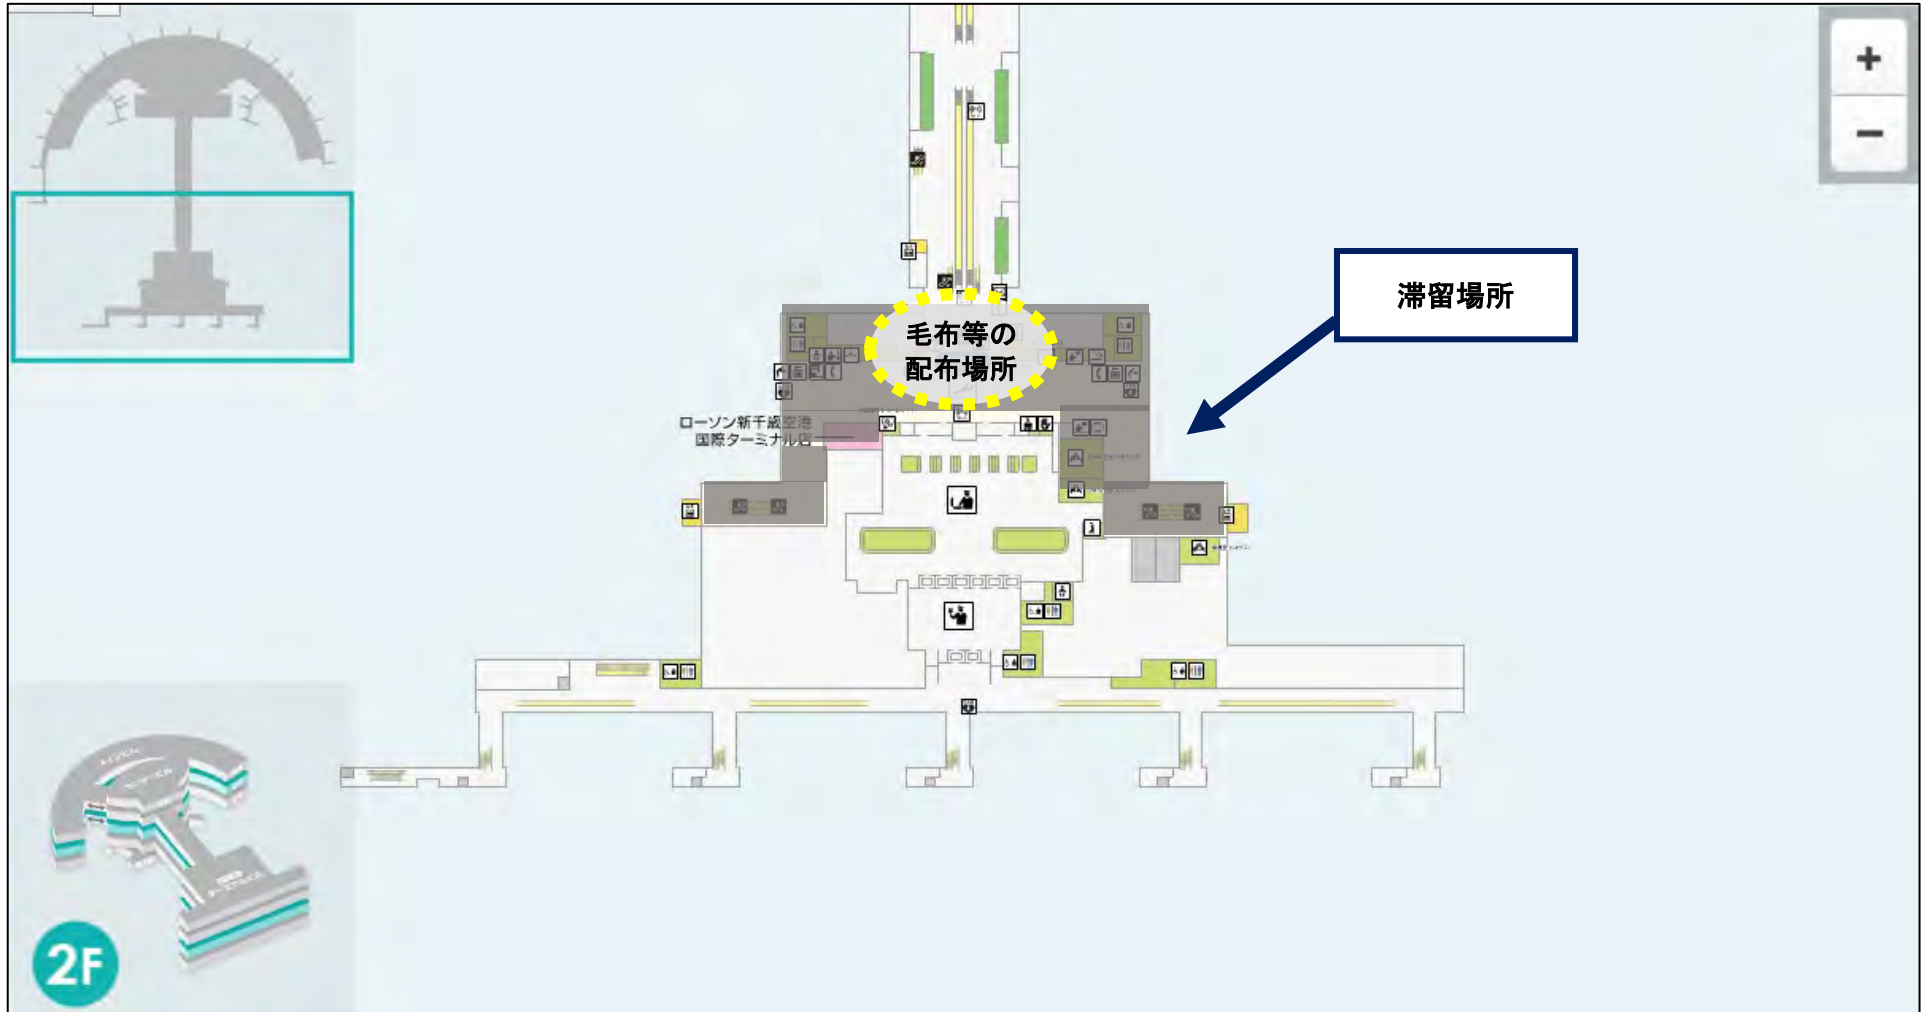 +
−
滞留場所
毛布等の
配布場所
ローソン新千歳空港
国際ターミナル店
2F